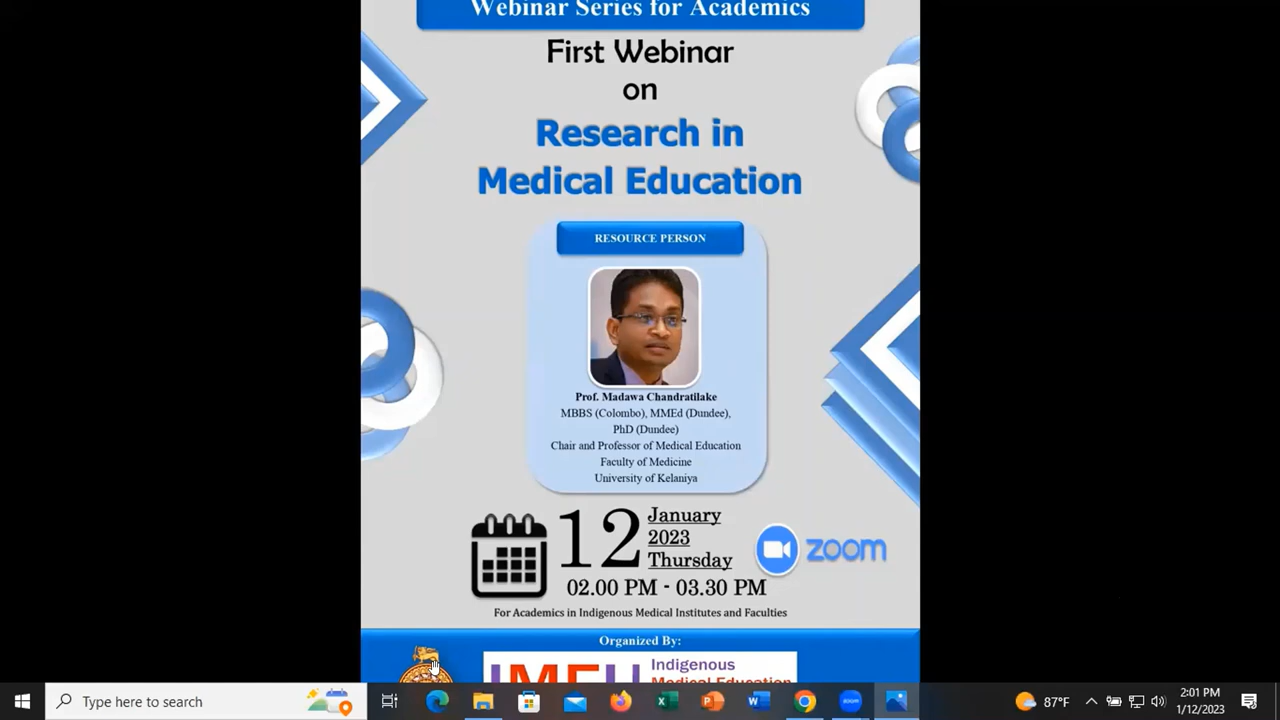 Webinar Series for Academics
First Webinar
on
Research in
Medical Education
RESOURCE PERSON
Prof. Madawa Chandratilake
MBBS (Colombo), MMEd (Dundee),
PhD (Dundee)
Chair and Professor of Medical Education
Faculty of Medicine
University of Kelaniya
12 January
2023
Thursday
zoom
02.00 PM - 03.30 PM
For Academics in Indigenous Medical Institutes and Faculties
Organized By:
IMEU Indigenous
Medical Education
Type here to search
87°F
2:01 PM
1/12/2023